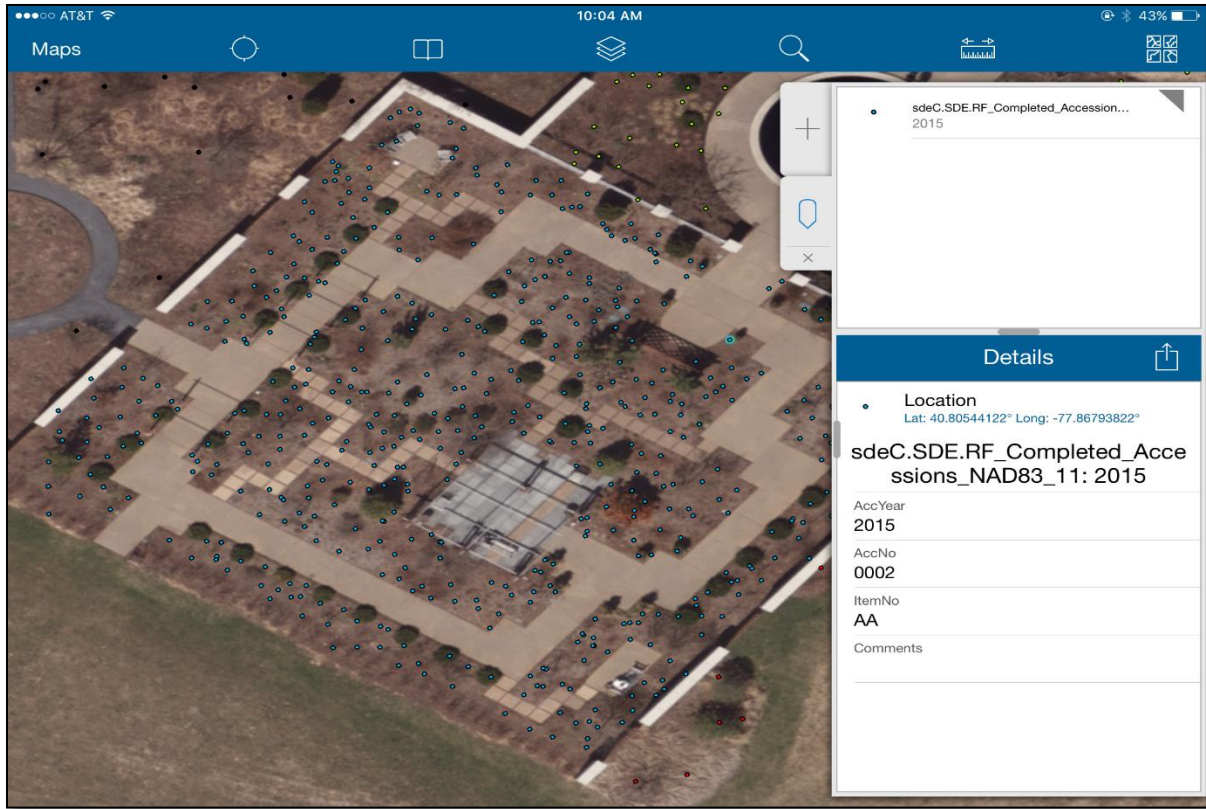 AT&T
10:04 AM
43%
Maps
sdeC.SDE.RF_Completed_Accession...
2015
Details
Location
Lat: 40.80544122° Long: -77.86793822°
sdeC.SDE.RF_Completed_Acce
ssions_NAD83_11: 2015
AccYear
2015
AccNo
0002
ItemNo
AA
Comments